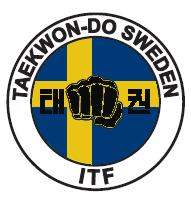 TAEKWON-DO SWEDEN
태 권
ITF